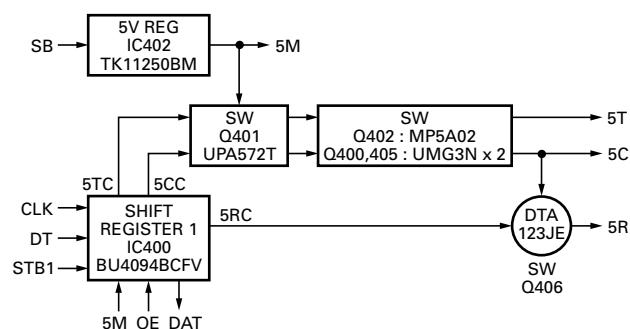 5V REG
IC402
TK11250BM
SB
5M
SW
Q401
UPA572T
SW
Q402 : MP5A02
Q400,405 : UMG3N x 2
5T
5C
5TC
5CC
CLK
DT
STB1
SHIFT
REGISTER 1
IC400
BU4094BCFV
5RC
DTA
123JE
5R
SW
Q406
5M
OE
DAT